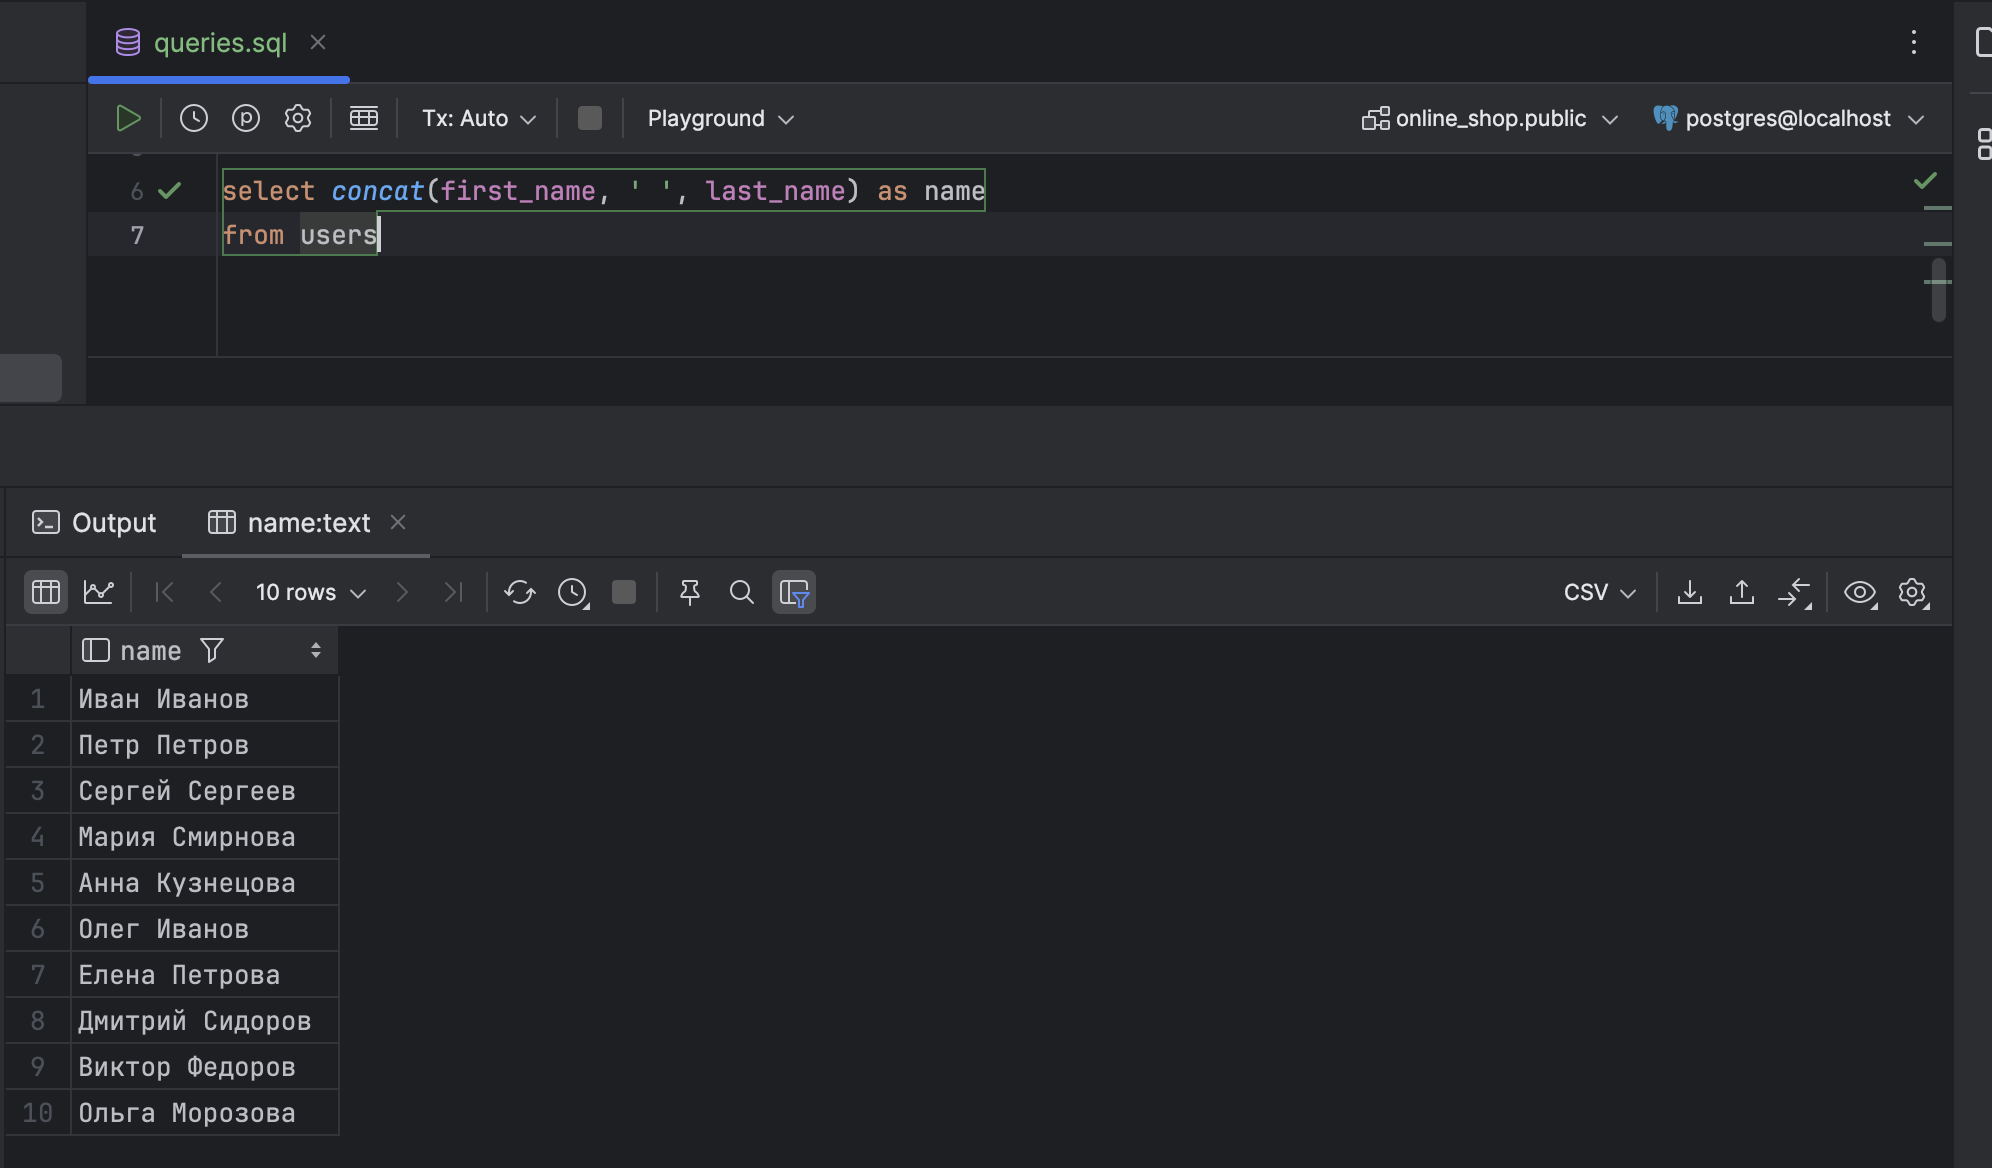 queries.sql
Tx: Auto Playground online_shop.public postgres@localhost
6 select concat(first_name, ' ', last_name) as name
7 from users
Output name:text
10 rows CSV
name
1 Иван Иванов
2 Петр Петров
3 Сергей Сергеев
4 Мария Смирнова
5 Анна Кузнецова
6 Олег Иванов
7 Елена Петрова
8 Дмитрий Сидоров
9 Виктор Федоров
10 Ольга Морозова